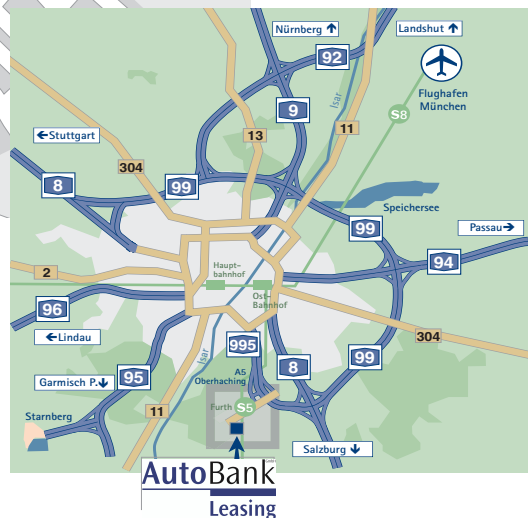 Nürnberg ↑
Landshut ↑
92
Flughafen
München
9
Isar
S8
←Stuttgart
13
11
304
8
99
Speichersee
99
Passau→
Haupt-
bahnhof
94
2
Ost-
Bahnhof
96
←Lindau
304
995
Isar
8
99
A5
Oberhaching
Garmisch P.↓
95
11
Furth
S5
Starnberg
Salzburg ↓
AutoBank
Leasing